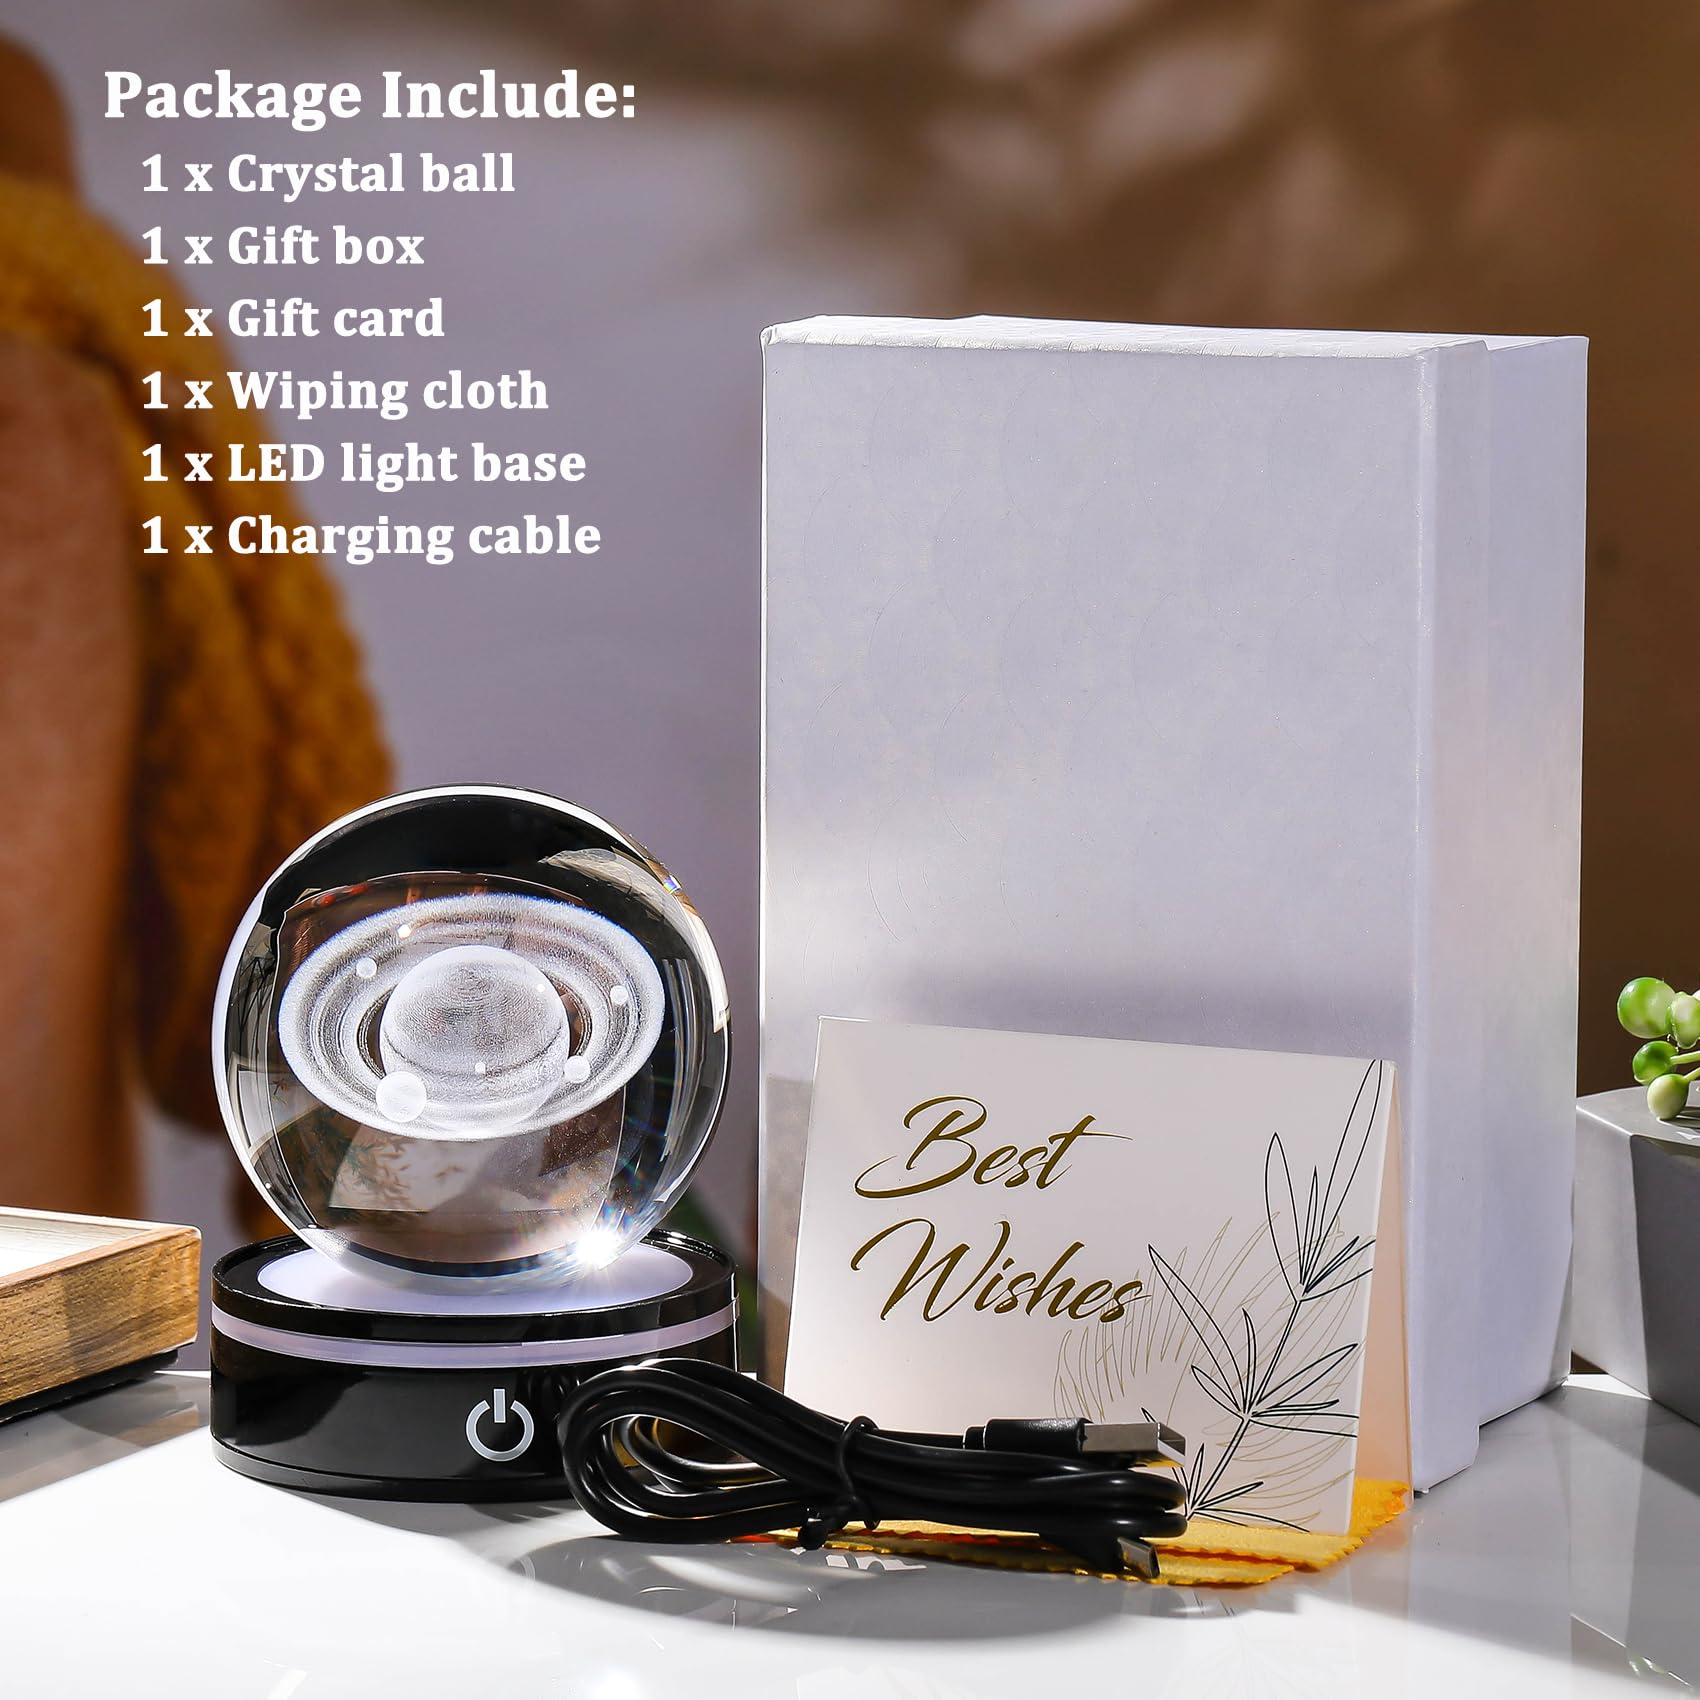 Package Include:
1 x Crystal ball
1 x Gift box
1 x Gift card
1 x Wiping cloth
1 x LED light base
1 x Charging cable
Best
Wishes